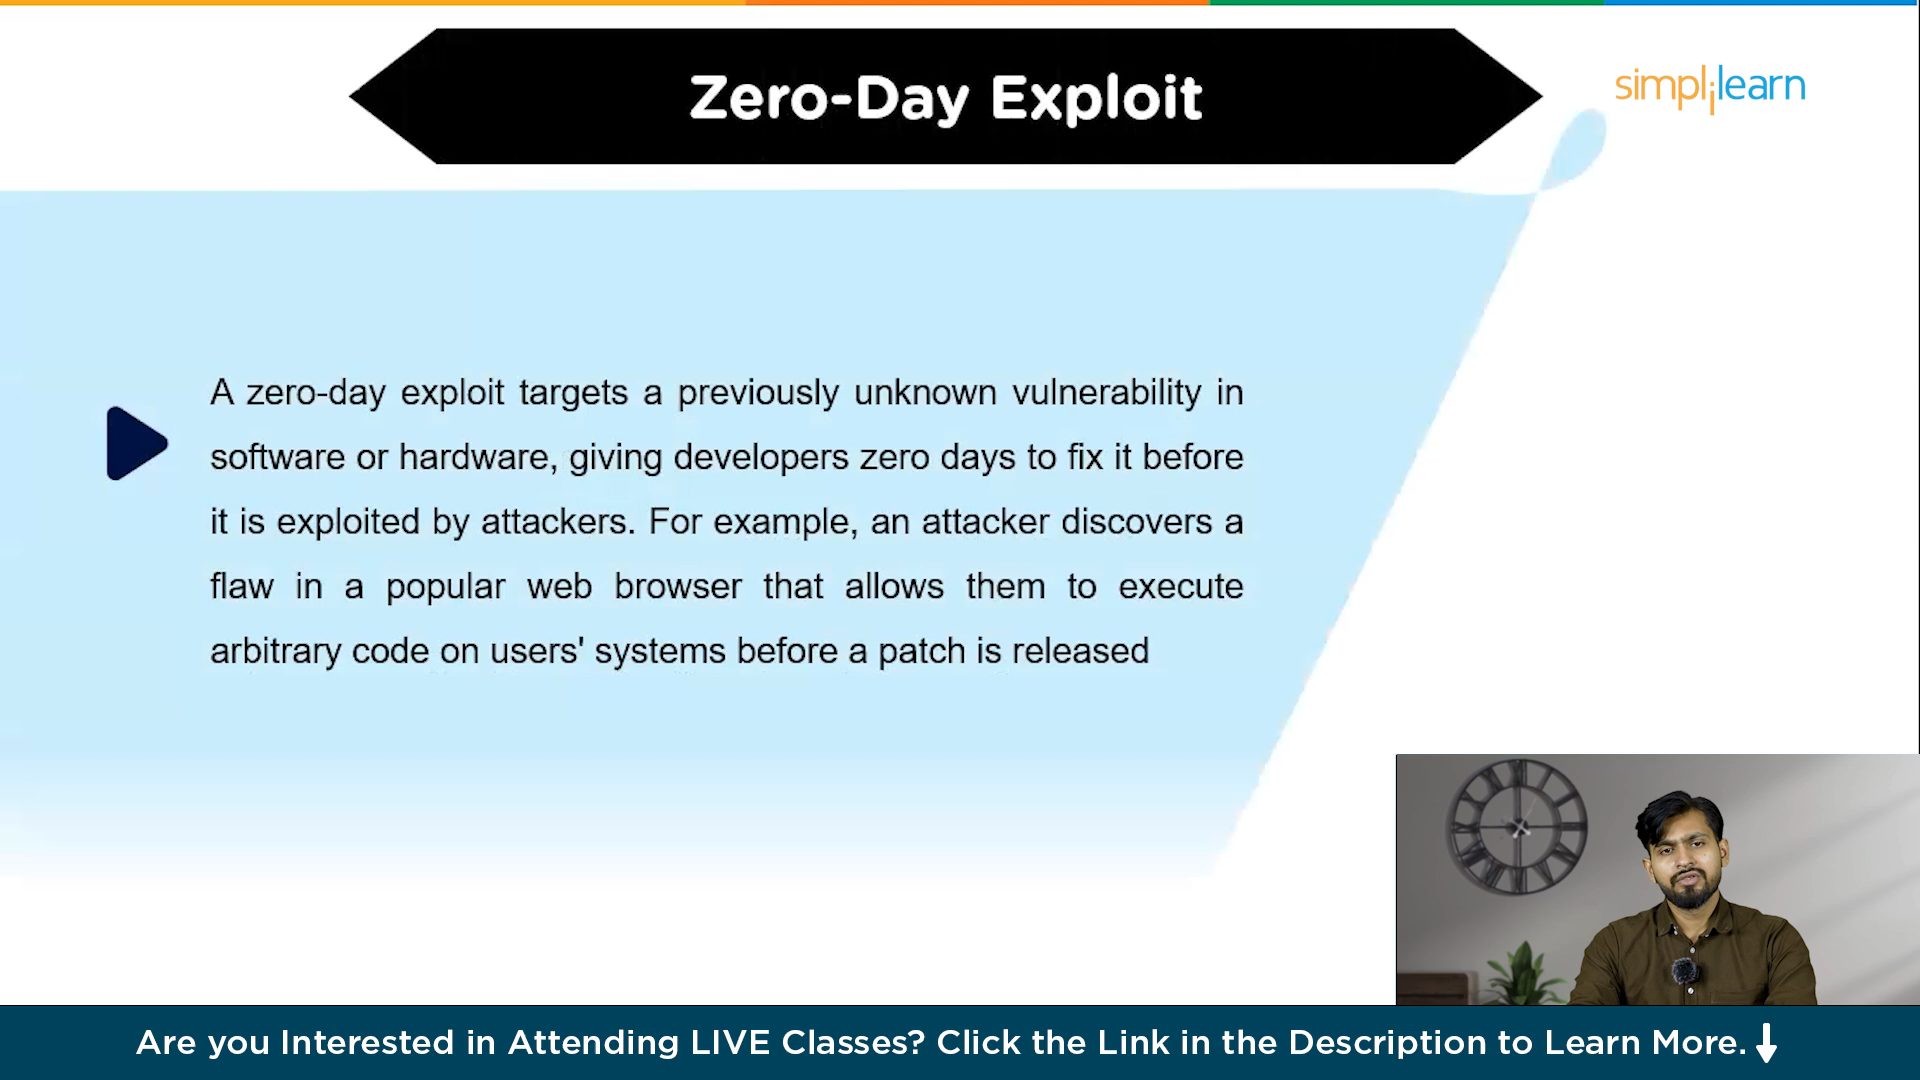 Zero-Day Exploit
simplilearn
A zero-day exploit targets a previously unknown vulnerability in
software or hardware, giving developers zero days to fix it before
it is exploited by attackers. For example, an attacker discovers a
flaw in a popular web browser that allows them to execute
arbitrary code on users' systems before a patch is released
Are you Interested in Attending LIVE Classes? Click the Link in the Description to Learn More.